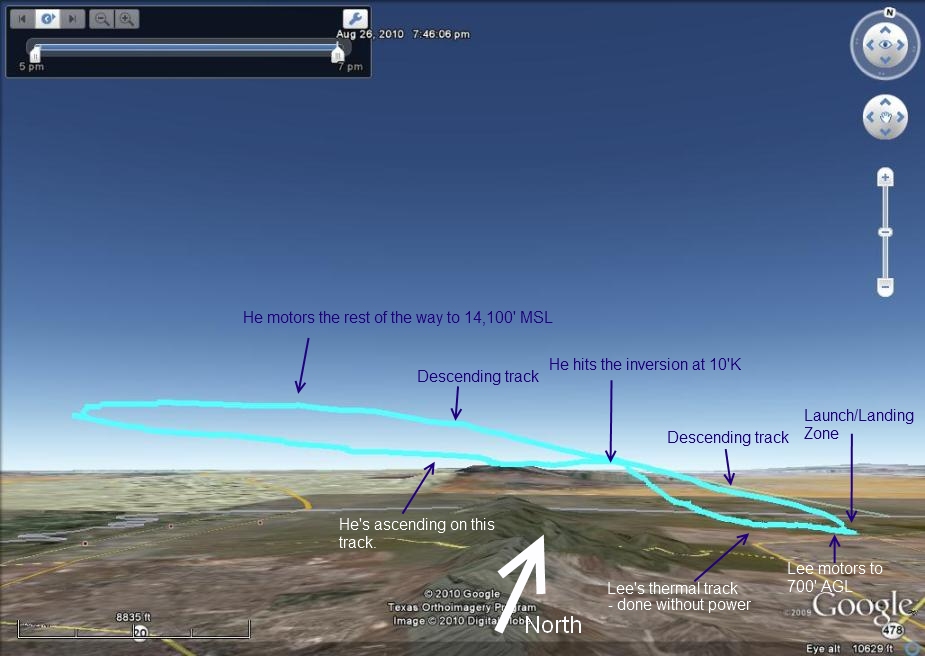 Aug 26, 2010 7:46:06 pm
5 pm
7 pm
N
He motors the rest of the way to 14,100' MSL
Descending track
He hits the inversion at 10'K
Launch/Landing
Zone
Descending track
He's ascending on this
track.
Lee motors to
700' AGL
Lee's thermal track
- done without power
North
© 2010 Google
Texas Orthoimagery Program
Image © 2010 DigitalGlobe
©2009 Google
8835 ft
20
478
Eye alt 10629 ft